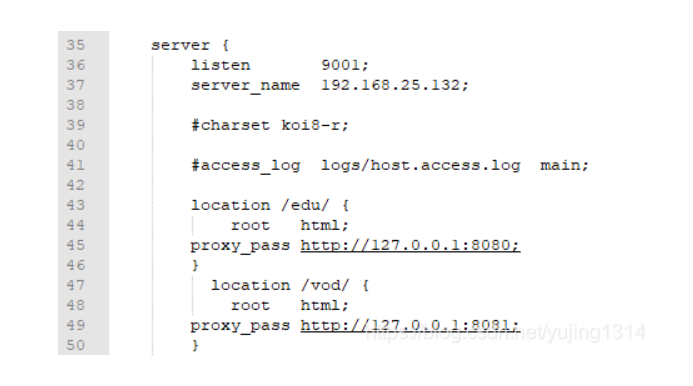 35 server {
36 listen 9001;
37 server_name 192.168.25.132;
38
39 #charset koi8-r;
40
41 #access_log logs/host.access.log main;
42
43 location /edu/ {
44 root html;
45 proxy_pass http://127.0.0.1:8080;
46 }
47 location /vod/ {
48 root html;
49 proxy_pass http://127.0.0.1:8081;
https://blog.csdn.net/yujing1314
50 }